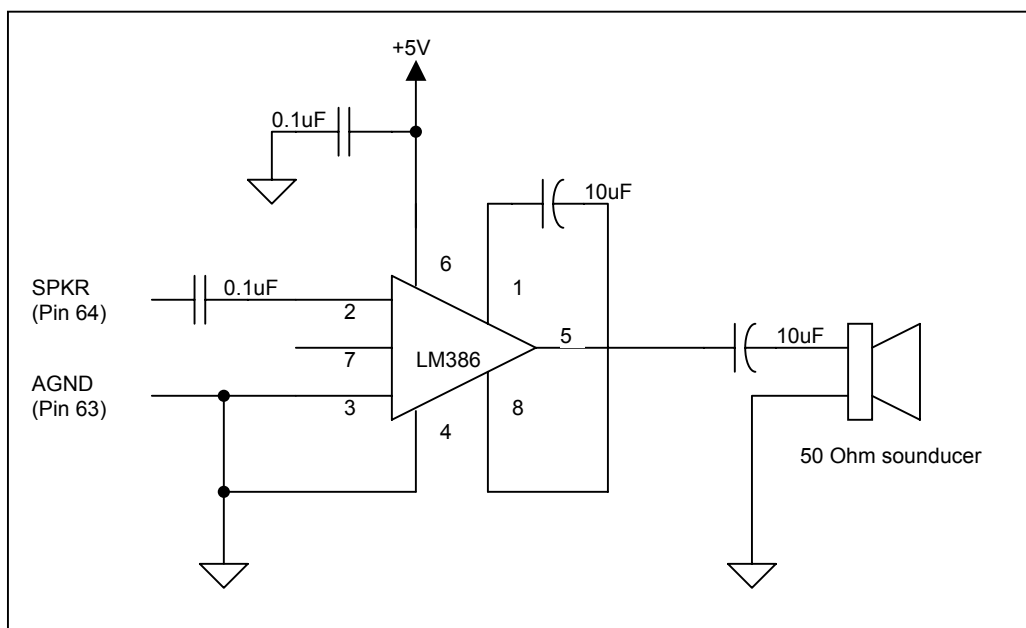 +5V
0.1uF
10uF
6
SPKR
(Pin 64)
0.1uF
1
2
5
10uF
7
LM386
AGND
(Pin 63)
3
8
4
50 Ohm sounducer